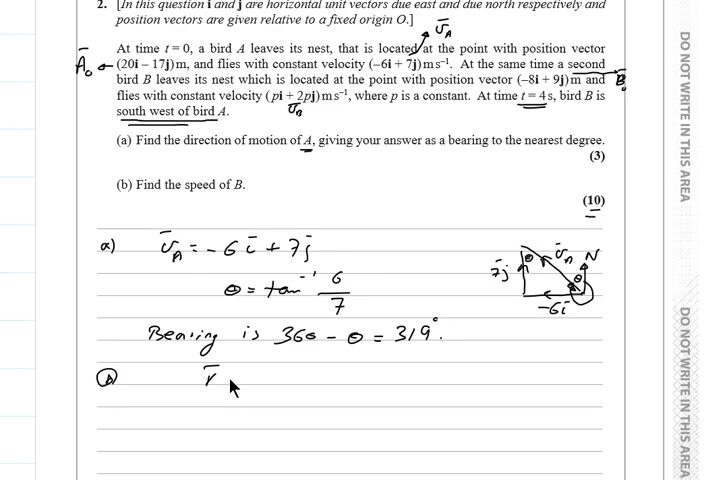 2. [In this question i and j are horizontal unit vectors due east and due north respectively and
position vectors are given relative to a fixed origin O.]
v̄A
At time t = 0, a bird A leaves its nest, that is located at the point with position vector
Ā₀ (20i − 17j) m, and flies with constant velocity (−6i + 7j) m s⁻¹. At the same time a second
bird B leaves its nest which is located at the point with position vector (−8i + 9j) m and B̄₀
flies with constant velocity (pi + 2pj) m s⁻¹, where p is a constant. At time t = 4 s, bird B is
v̄B
south west of bird A.
(a) Find the direction of motion of A, giving your answer as a bearing to the nearest degree.
(3)
(b) Find the speed of B.
(10)
a) v̄A = −6ī + 7j̄
θ = tan⁻¹ 6/7
Bearing is 360 − θ = 319°.
θ v̄A N
7j̄ θ
−6ī
b) r̄
DO NOT WRITE IN THIS AREA
DO NOT WRITE IN THIS AREA